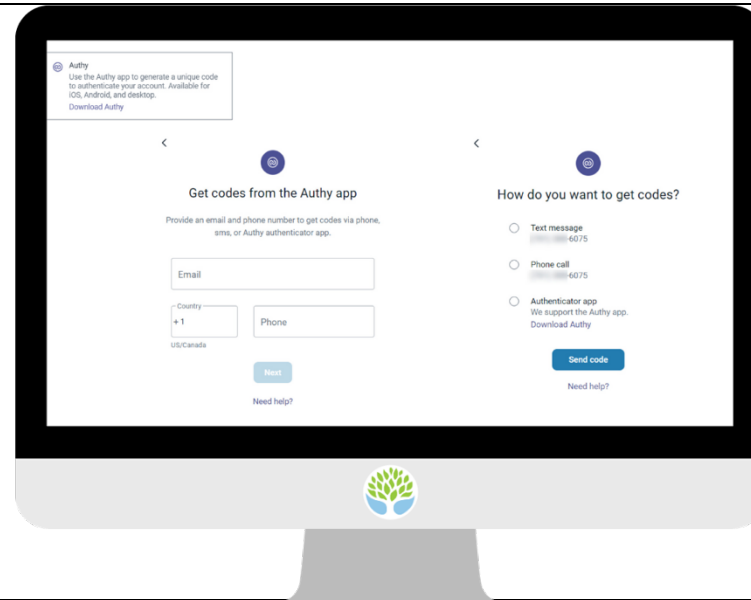 Authy
Use the Authy app to generate a unique code
to authenticate your account. Available for
iOS, Android, and desktop.
Download Authy
Get codes from the Authy app
Provide an email and phone number to get codes via phone,
sms, or Authy authenticator app.
Email
Country
+ 1
Phone
US/Canada
Next
Need help?
How do you want to get codes?
Text message
-6075
Phone call
-6075
Authenticator app
We support the Authy app.
Download Authy
Send code
Need help?